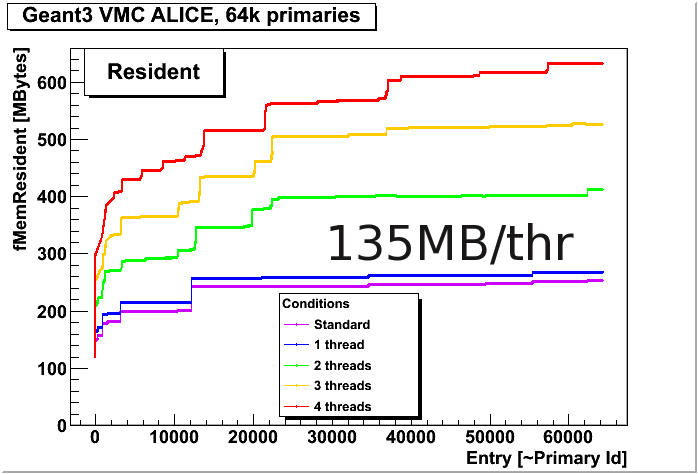 Geant3 VMC ALICE, 64k primaries
fMemResident [MBytes]
Resident
600
500
400
300
200
100
0
135MB/thr
Conditions
Standard
1 thread
2 threads
3 threads
4 threads
0 10000 20000 30000 40000 50000 60000
Entry [~Primary Id]